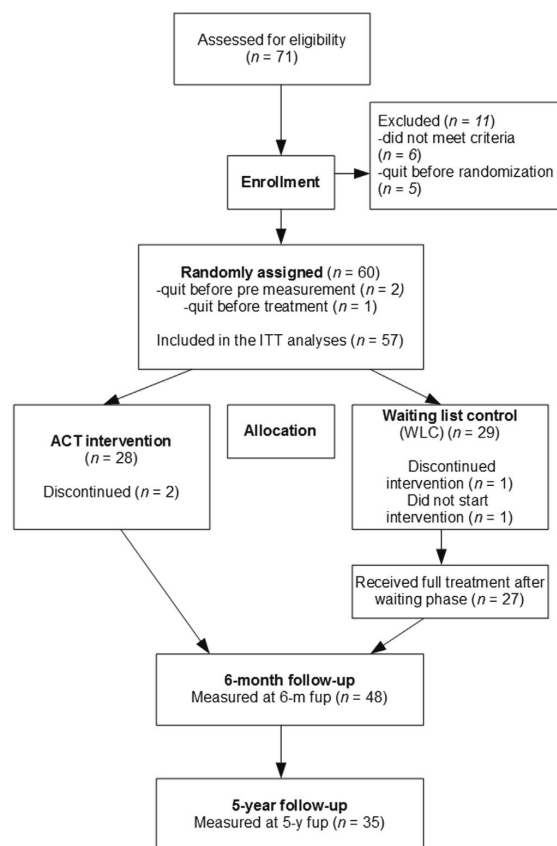 Assessed for eligibility
(n = 71)
Excluded (n = 11)
-did not meet criteria
(n = 6)
-quit before randomization
(n = 5)
Enrollment
Randomly assigned (n = 60)
-quit before pre measurement (n = 2)
-quit before treatment (n = 1)
Included in the ITT analyses (n = 57)
ACT intervention
(n = 28)
Discontinued (n = 2)
Allocation
Waiting list control
(WLC) (n = 29)
Discontinued
intervention (n = 1)
Did not start
intervention (n = 1)
Received full treatment after
waiting phase (n = 27)
6-month follow-up
Measured at 6-m fup (n = 48)
5-year follow-up
Measured at 5-y fup (n = 35)